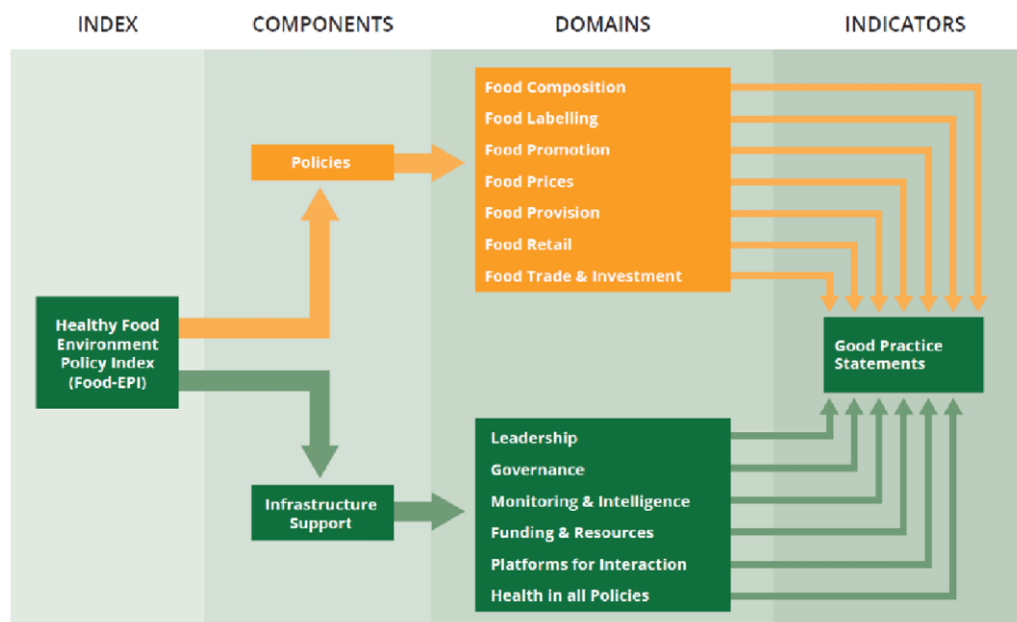 INDEX
COMPONENTS
DOMAINS
INDICATORS
Healthy Food
Environment
Policy Index
(Food-EPI)
Policies
Infrastructure
Support
Food Composition
Food Labelling
Food Promotion
Food Prices
Food Provision
Food Retail
Food Trade & Investment
Leadership
Governance
Monitoring & Intelligence
Funding & Resources
Platforms for Interaction
Health in all Policies
Good Practice
Statements